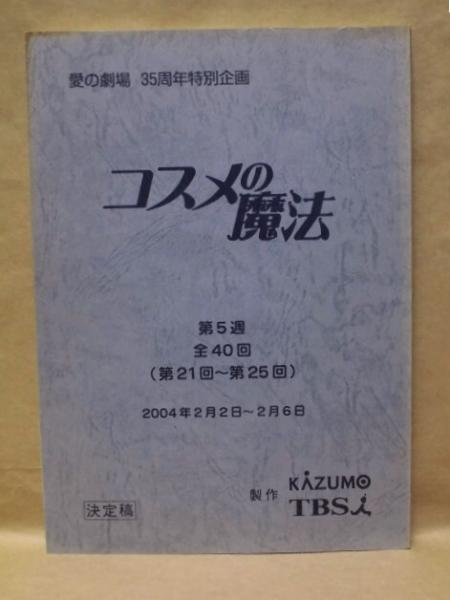 愛の劇場 35周年特別企画
コスメの魔法
第5週
全40回
(第21回～第25回)
2004年2月2日～2月6日
製作 KAZUMO
TBS
決定稿